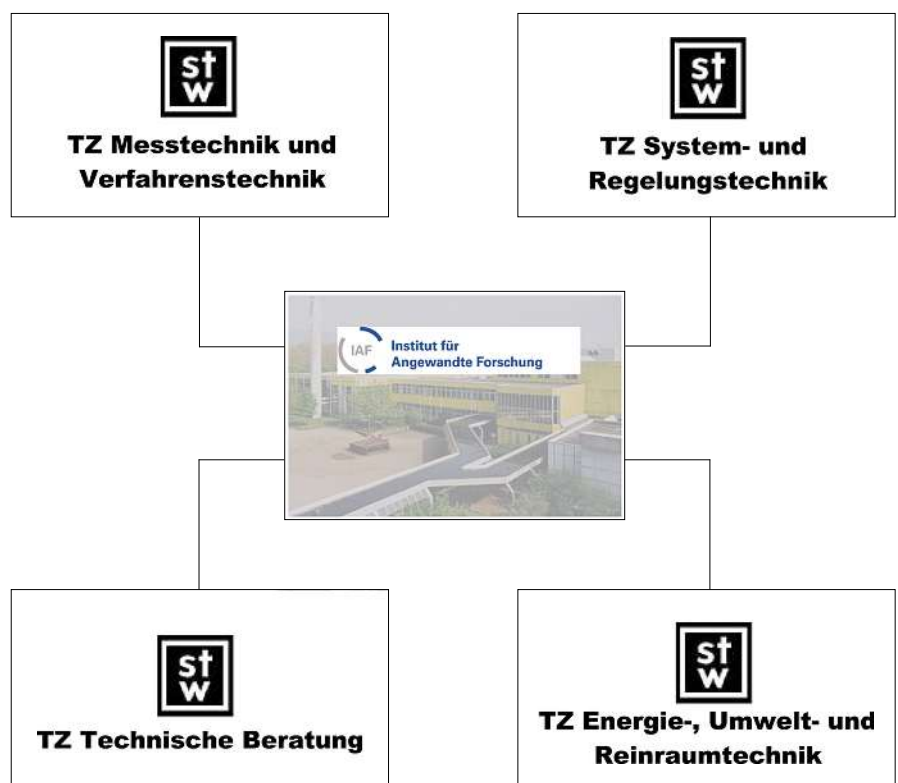 st
w
TZ Messtechnik und
Verfahrenstechnik
st
w
TZ System- und
Regelungstechnik
IAF
Institut für
Angewandte Forschung
st
w
TZ Technische Beratung
st
w
TZ Energie-, Umwelt- und
Reinraumtechnik